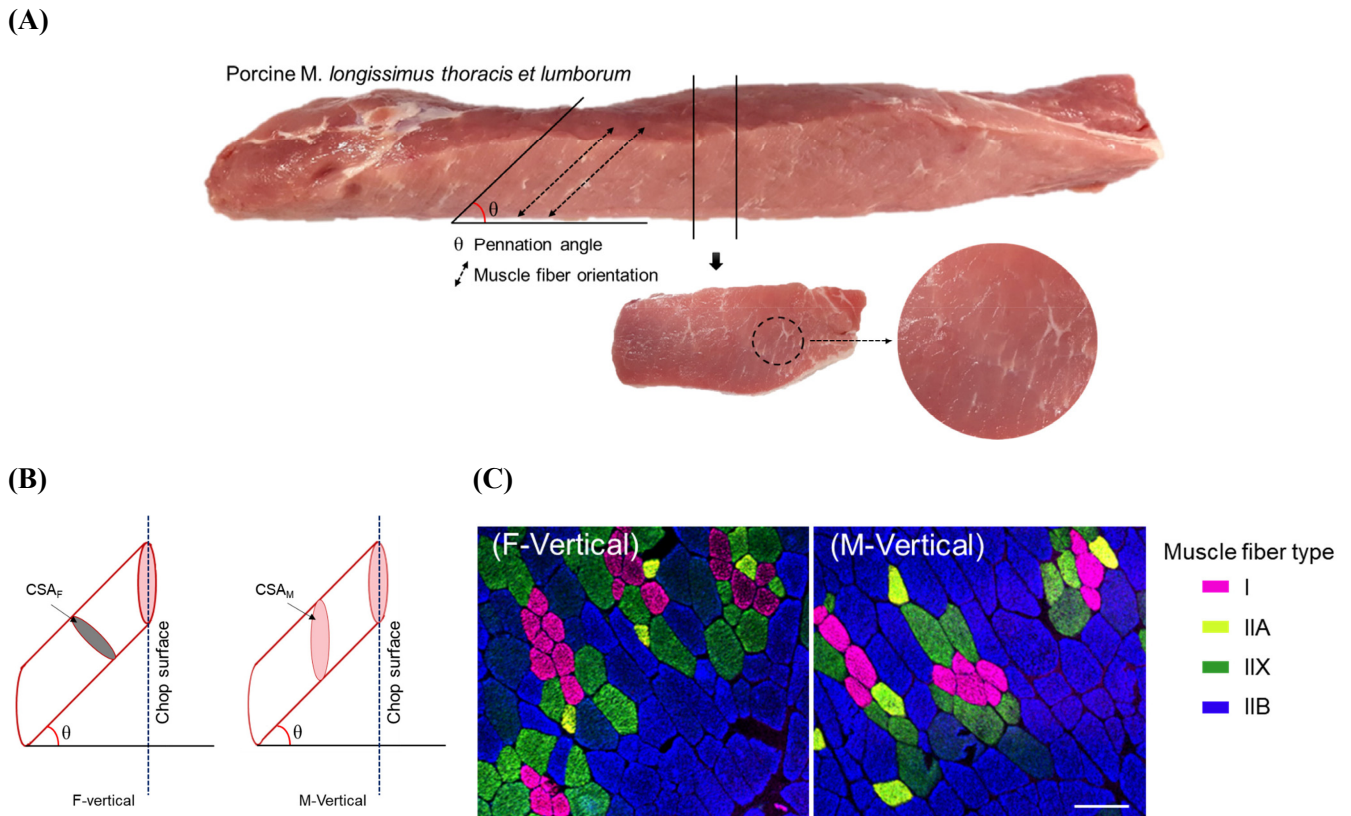 (A)
Porcine M. longissimus thoracis et lumborum
θ
θ Pennation angle
Muscle fiber orientation
(B)
CSAF
θ
Chop surface
F-vertical
CSAM
θ
Chop surface
M-Vertical
(C)
(F-Vertical)
(M-Vertical)
Muscle fiber type
I
IIA
IIX
IIB